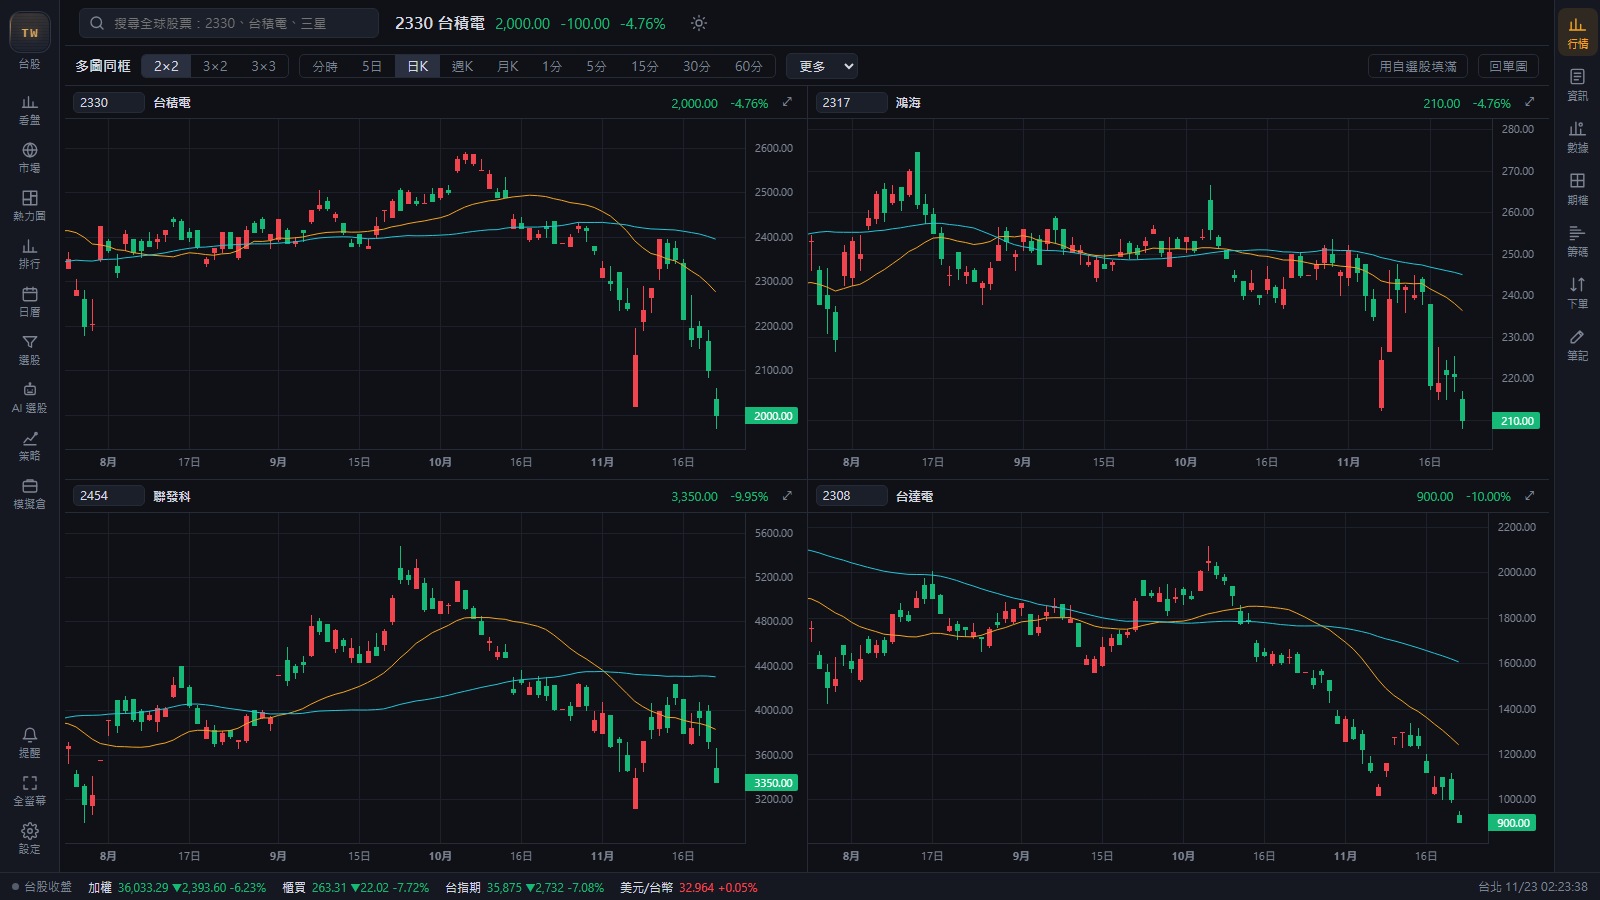 TW
台股
看盤
市場
熱力圖
排行
日曆
選股
AI 選股
策略
模擬倉
提醒
全螢幕
設定
搜尋全球股票：2330、台積電、三星
2330 台積電 2,000.00 -100.00 -4.76%
多圖同框 2×2 3×2 3×3 分時 5日 日K 週K 月K 1分 5分 15分 30分 60分 更多 用自選股填滿 回單圖
2330 台積電 2,000.00 -4.76%
2600.00
2500.00
2400.00
2300.00
2200.00
2100.00
2000.00
8月 17日 9月 15日 10月 16日 11月 16日
2317 鴻海 210.00 -4.76%
280.00
270.00
260.00
250.00
240.00
230.00
220.00
210.00
8月 17日 9月 15日 10月 16日 11月 16日
2454 聯發科 3,350.00 -9.95%
5600.00
5200.00
4800.00
4400.00
4000.00
3600.00
3350.00
3200.00
8月 17日 9月 15日 10月 16日 11月 16日
2308 台達電 900.00 -10.00%
2200.00
2000.00
1800.00
1600.00
1400.00
1200.00
1000.00
900.00
8月 17日 9月 15日 10月 16日 11月 16日
行情
資訊
數據
期權
籌碼
下單
筆記
台股收盤 加權 36,033.29 ▼2,393.60 -6.23% 櫃買 263.31 ▼22.02 -7.72% 台指期 35,875 ▼2,732 -7.08% 美元/台幣 32.964 +0.05% 台北 11/23 02:23:38